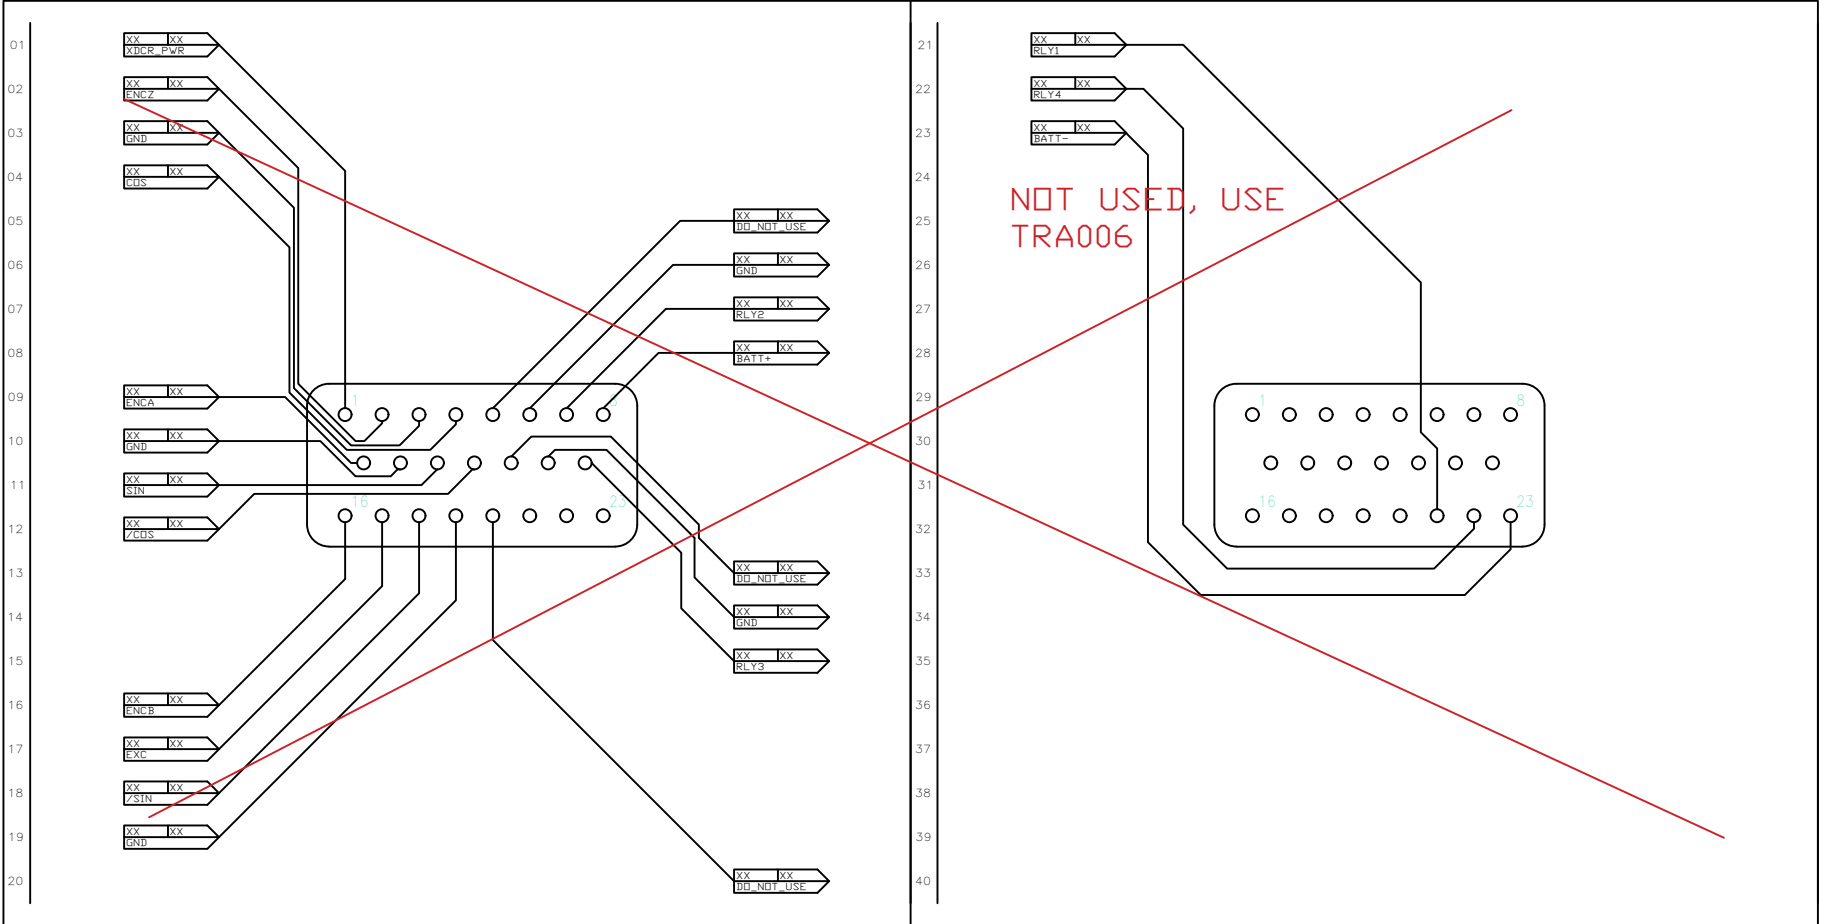 01
XX XX
XDCR_PWR
02
XX XX
ENCZ
03
XX XX
GND
04
XX XX
COS
05
XX XX
DO_NOT_USE
06
XX XX
GND
07
XX XX
RLY2
08
XX XX
BATT+
09
XX XX
ENCA
1
8
10
XX XX
GND
11
XX XX
SIN
16
23
12
XX XX
/COS
13
XX XX
DO_NOT_USE
14
XX XX
GND
15
XX XX
RLY3
16
XX XX
ENCB
17
XX XX
EXC
18
XX XX
/SIN
19
XX XX
GND
20
XX XX
DO_NOT_USE
21
XX XX
RLY1
22
XX XX
RLY4
23
XX XX
BATT-
24
NOT USED, USE
TRA006
25
26
27
28
29
1
8
30
31
16
23
32
33
34
35
36
37
38
39
40